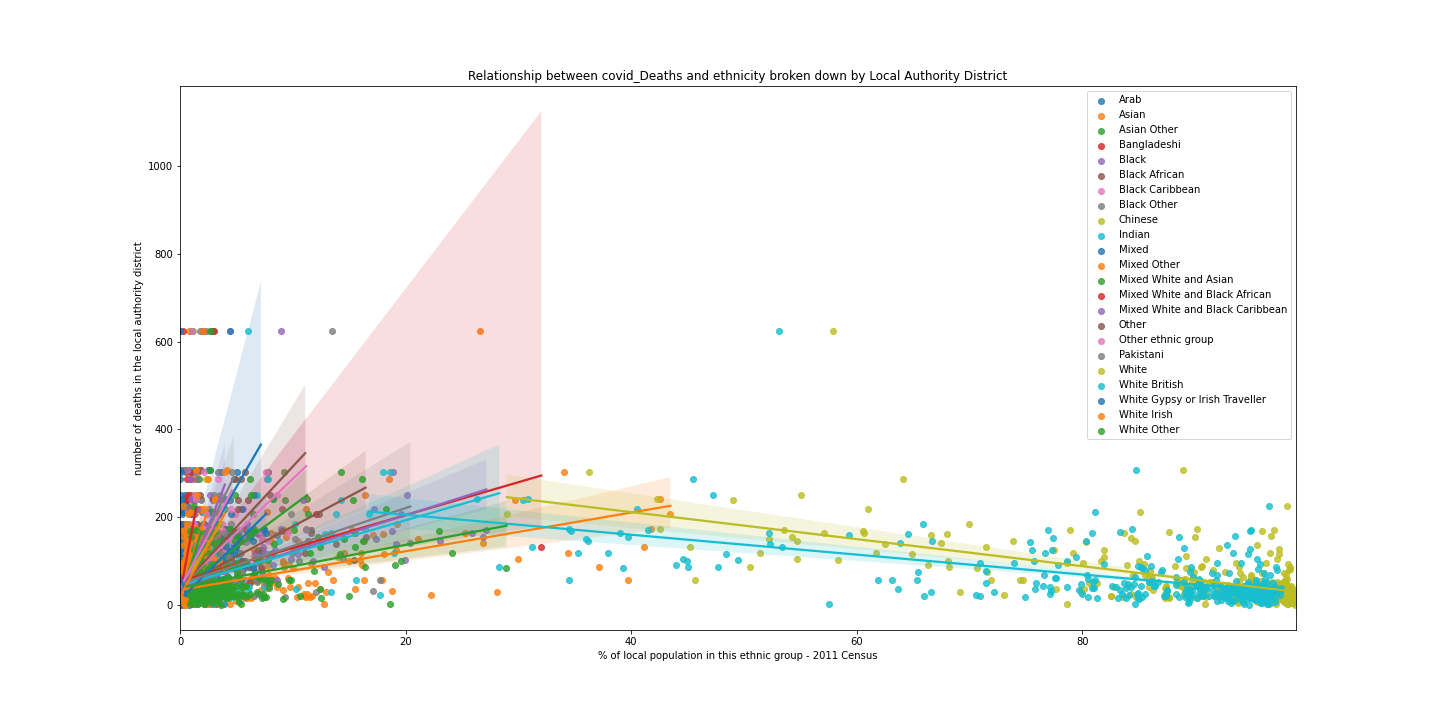 Relationship between covid_Deaths and ethnicity broken down by Local Authority District
Arab
Asian
Asian Other
Bangladeshi
Black
Black African
Black Caribbean
Black Other
Chinese
Indian
Mixed
Mixed Other
Mixed White and Asian
Mixed White and Black African
Mixed White and Black Caribbean
Other
Other ethnic group
Pakistani
White
White British
White Gypsy or Irish Traveller
White Irish
White Other
number of deaths in the local authority district
1000
800
600
400
200
0
0 20 40 60 80
% of local population in this ethnic group - 2011 Census